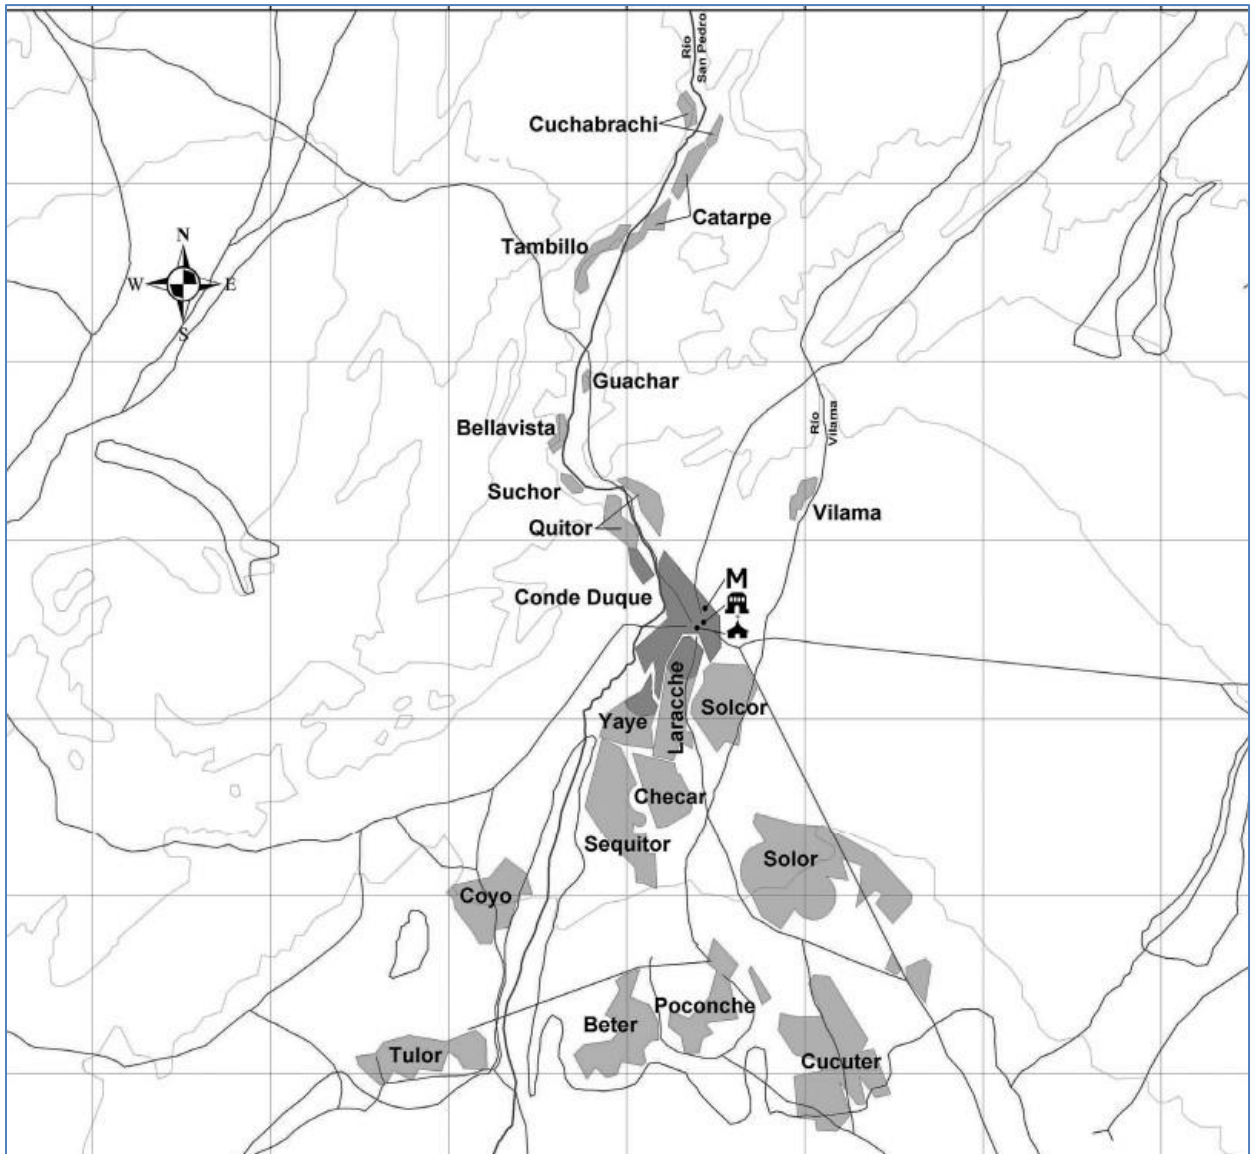 Río
San Pedro
Cuchabrachi
Catarpe
Tambillo
N
W
E
S
Guachar
Bellavista
Río
Vilama
Suchor
Vilama
Quitor
M
Conde Duque
Laracche
Solcor
Yaye
Checar
Sequitor
Solor
Coyo
Poconche
Beter
Tulor
Cucuter